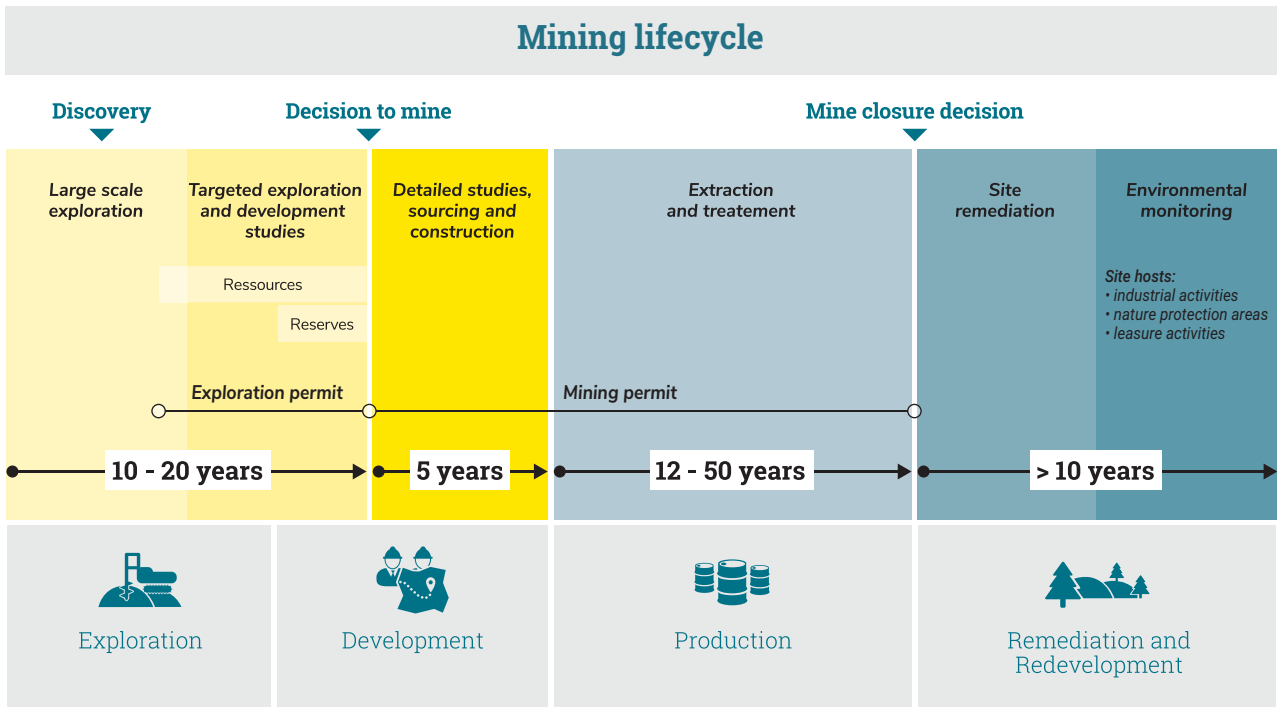 Mining lifecycle
Discovery
Decision to mine
Mine closure decision
Large scale
exploration
Targeted exploration
and development
studies
Detailed studies,
sourcing and
construction
Extraction
and treatement
Site
remediation
Environmental
monitoring
Ressources
Reserves
Site hosts:
• industrial activities
• nature protection areas
• leasure activities
Exploration permit
Mining permit
10 - 20 years
5 years
12 - 50 years
> 10 years
Exploration
Development
Production
Remediation and
Redevelopment